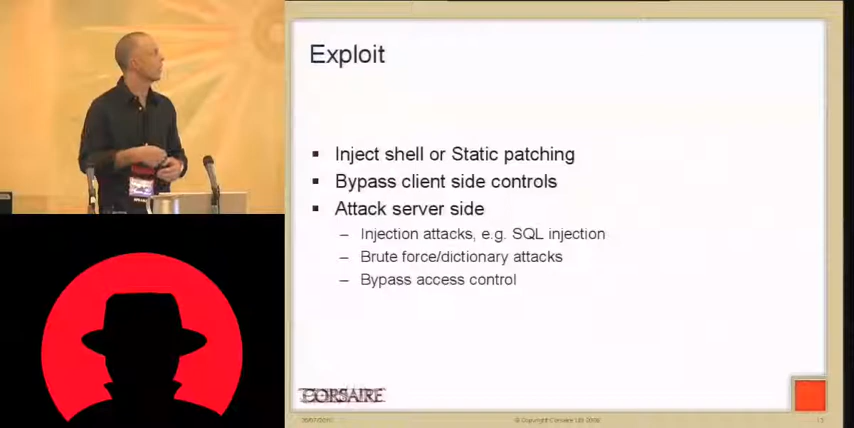 Exploit
▪ Inject shell or Static patching
▪ Bypass client side controls
▪ Attack server side
– Injection attacks, e.g. SQL injection
– Brute force/dictionary attacks
– Bypass access control
CORSAIRE